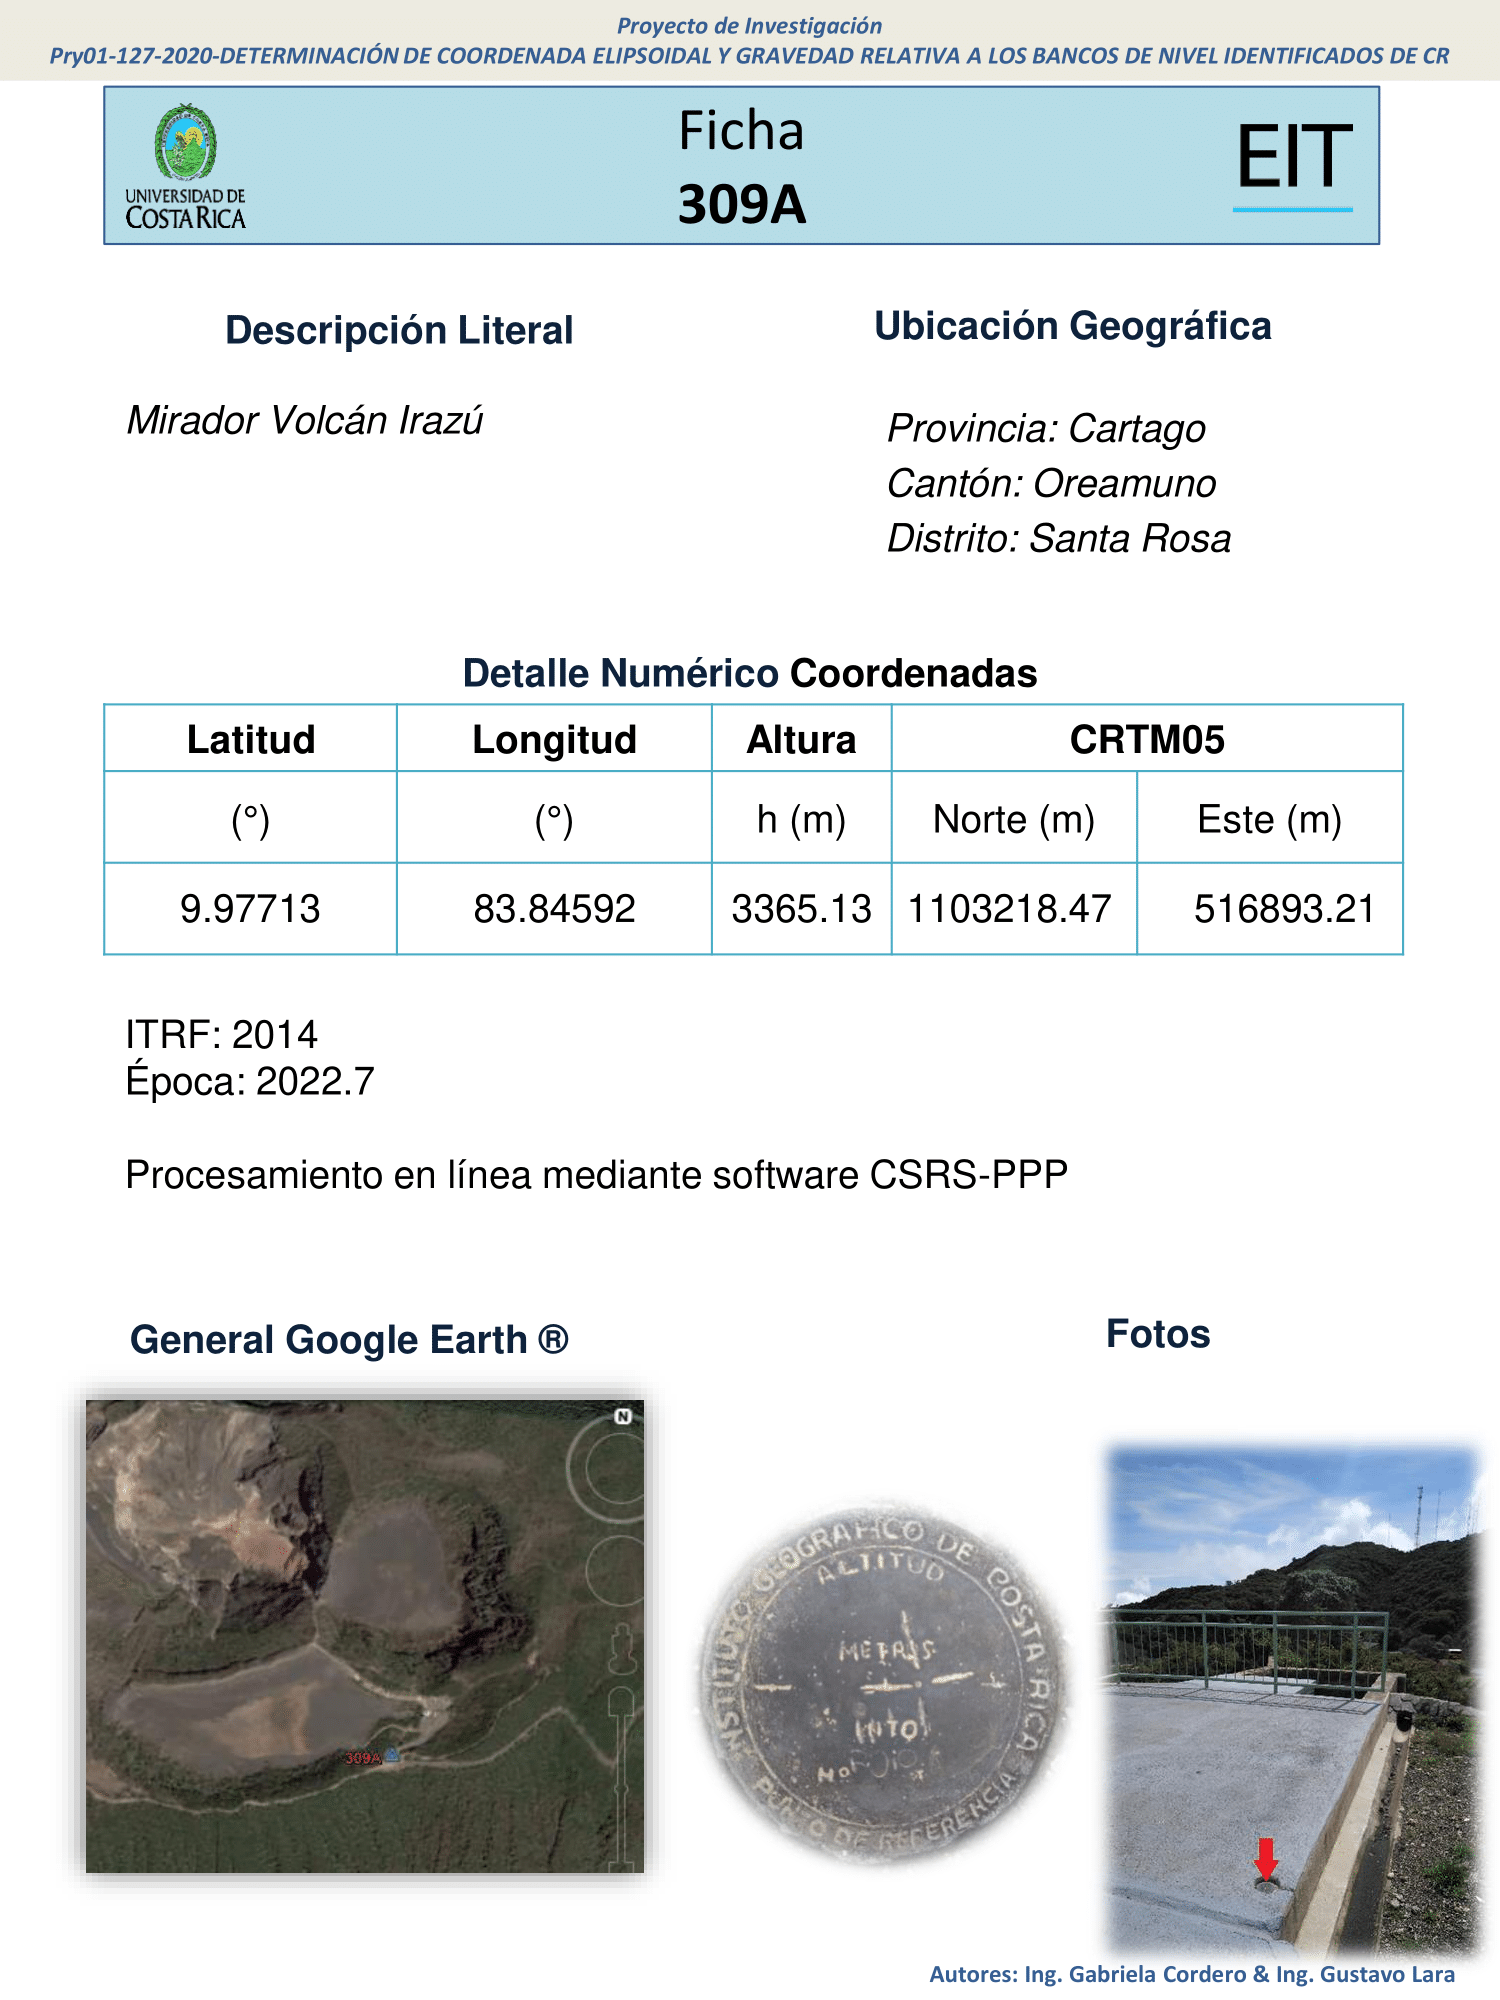 Proyecto de Investigación
Pry01-127-2020-DETERMINACIÓN DE COORDENADA ELIPSOIDAL Y GRAVEDAD RELATIVA A LOS BANCOS DE NIVEL IDENTIFICADOS DE CR
UNIVERSIDAD DE
COSTA RICA
Ficha
309A
EIT
Descripción Literal
Mirador Volcán Irazú
Ubicación Geográfica
Provincia: Cartago
Cantón: Oreamuno
Distrito: Santa Rosa
Detalle Numérico Coordenadas
Latitud Longitud Altura CRTM05
(°) (°) h (m) Norte (m) Este (m)
9.97713 83.84592 3365.13 1103218.47 516893.21
ITRF: 2014
Época: 2022.7
Procesamiento en línea mediante software CSRS-PPP
General Google Earth ®
Fotos
N
309A
GEOGRAFICO DE COSTA RICA
ALTITUD
METROS
PUNTO DE REFERENCIA
Autores: Ing. Gabriela Cordero & Ing. Gustavo Lara